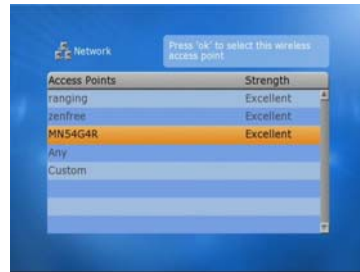 Network
Press 'ok' to select this wireless
access point
Access Points Strength
ranging Excellent
zenfree Excellent
MN54G4R Excellent
Any
Custom